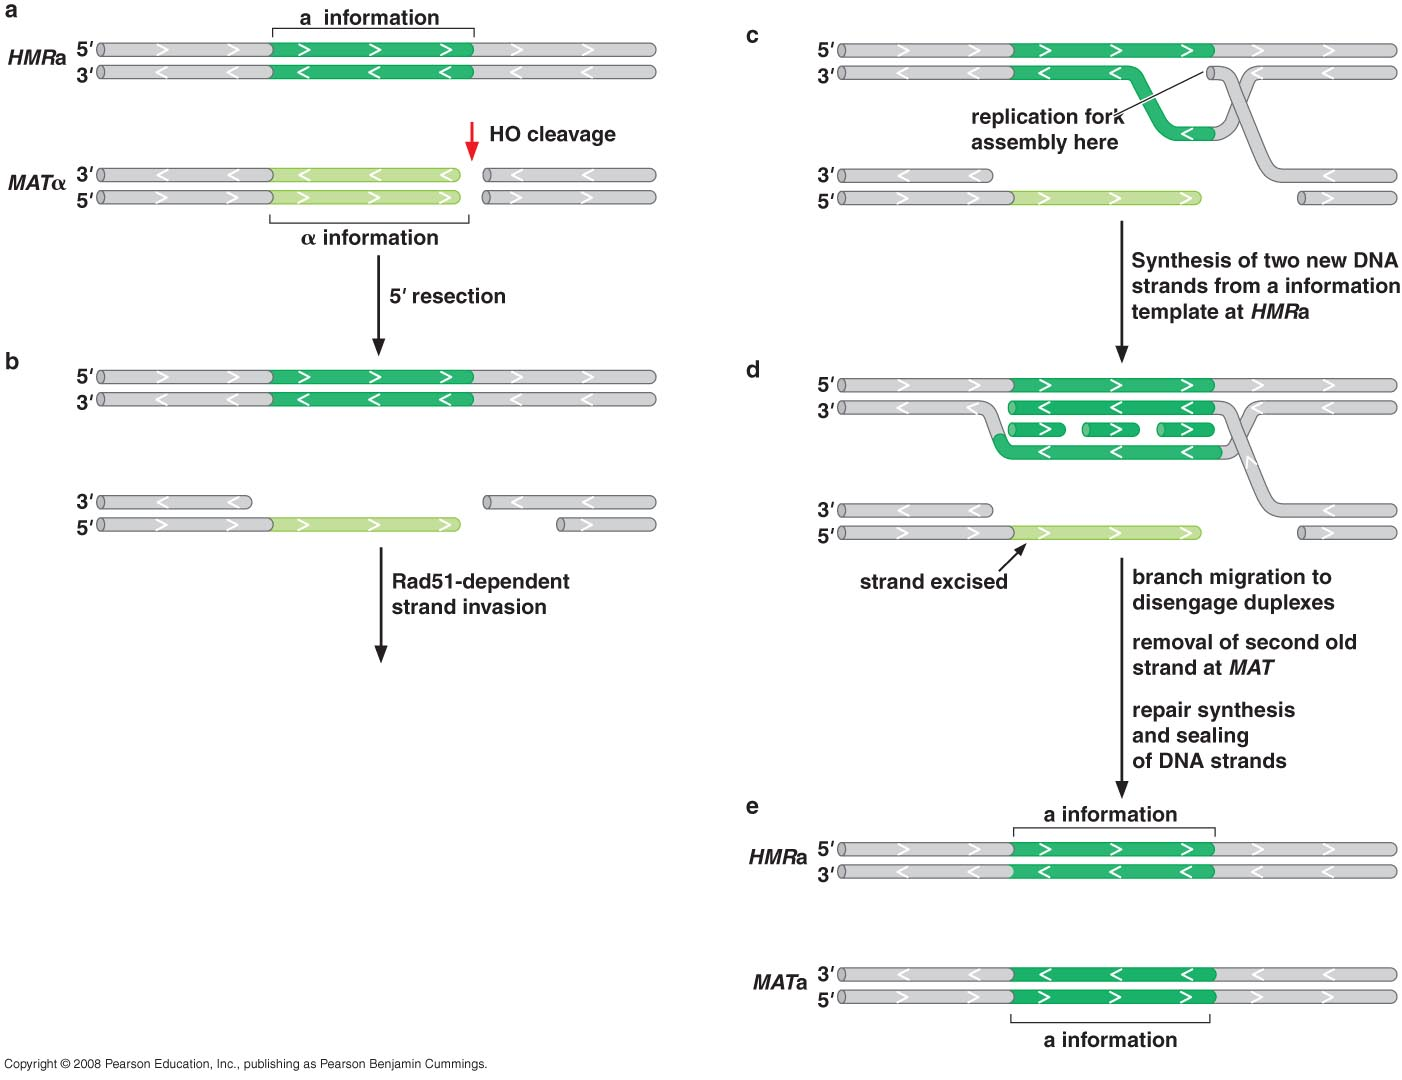 a
a information
HMRa
5′
3′
HO cleavage
MATα
3′
5′
α information
5′ resection
b
5′
3′
3′
5′
Rad51-dependent
strand invasion
c
5′
3′
replication fork
assembly here
3′
5′
Synthesis of two new DNA
strands from a information
template at HMRa
d
5′
3′
3′
5′
strand excised
branch migration to
disengage duplexes
removal of second old
strand at MAT
repair synthesis
and sealing
of DNA strands
e
a information
HMRa
5′
3′
MATa
3′
5′
a information
Copyright © 2008 Pearson Education, Inc., publishing as Pearson Benjamin Cummings.